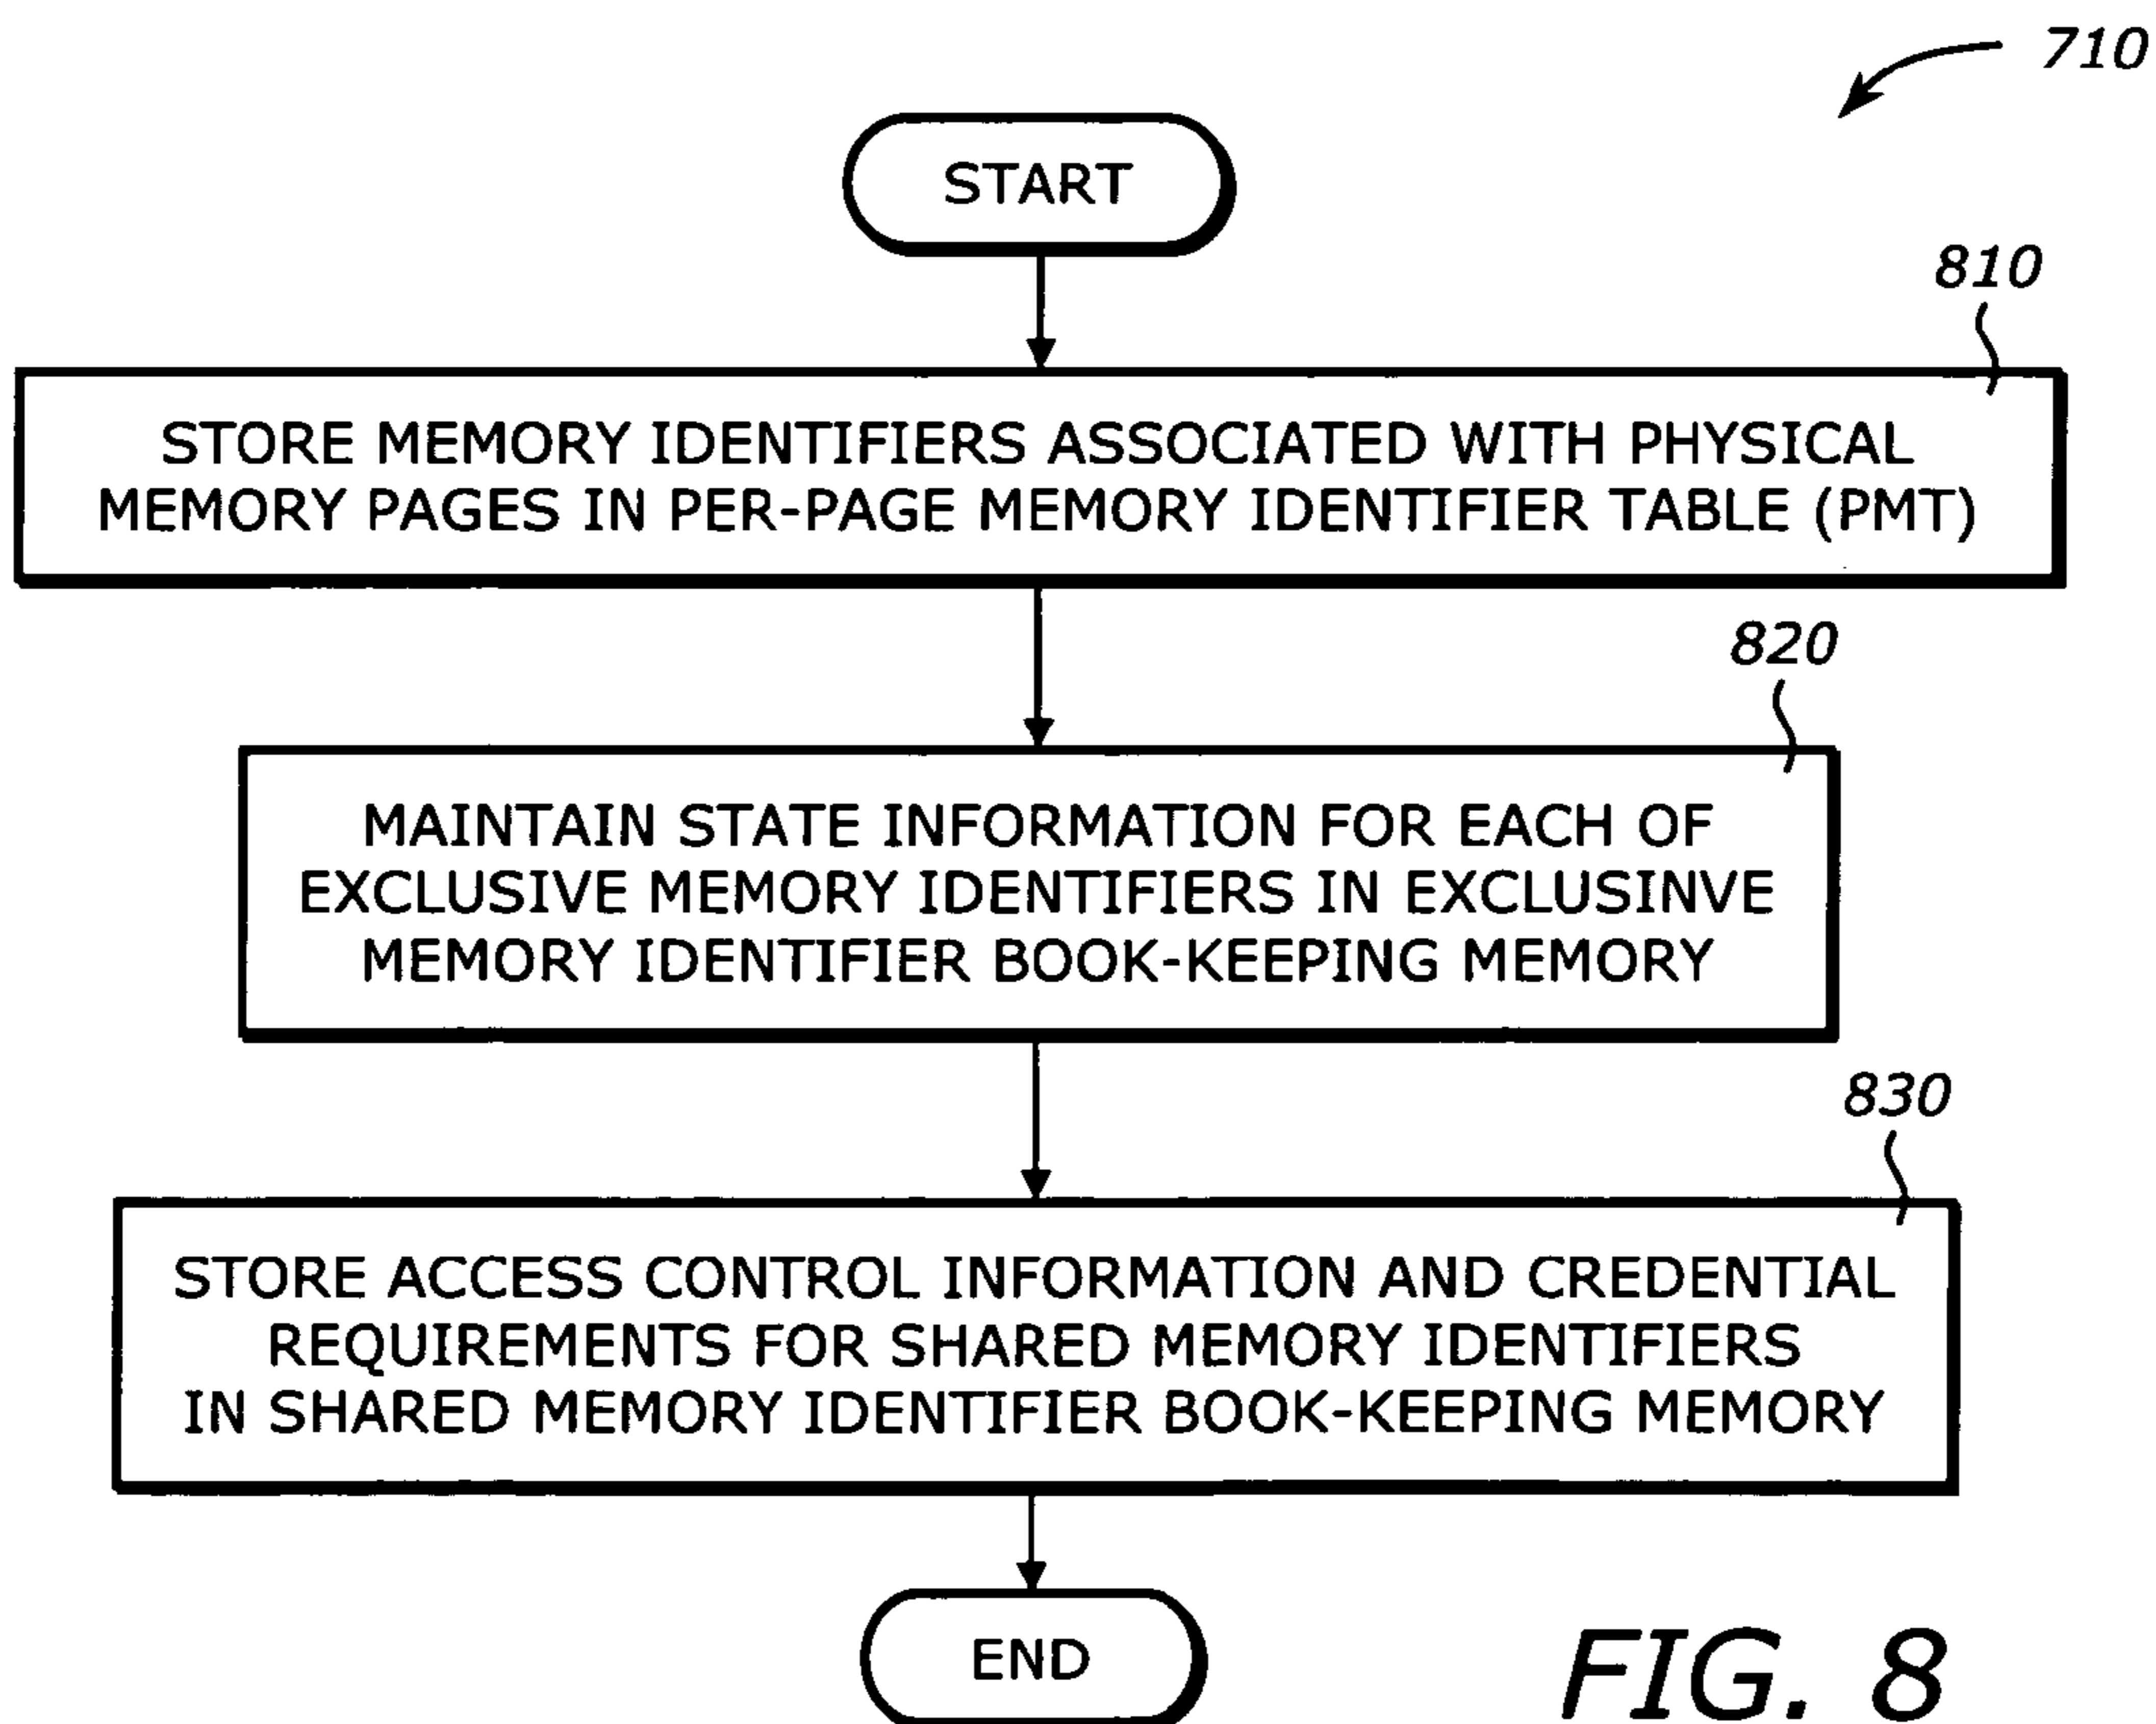 710
START
810
STORE MEMORY IDENTIFIERS ASSOCIATED WITH PHYSICAL
MEMORY PAGES IN PER-PAGE MEMORY IDENTIFIER TABLE (PMT)
820
MAINTAIN STATE INFORMATION FOR EACH OF
EXCLUSIVE MEMORY IDENTIFIERS IN EXCLUSINVE
MEMORY IDENTIFIER BOOK-KEEPING MEMORY
830
STORE ACCESS CONTROL INFORMATION AND CREDENTIAL
REQUIREMENTS FOR SHARED MEMORY IDENTIFIERS
IN SHARED MEMORY IDENTIFIER BOOK-KEEPING MEMORY
END
FIG. 8